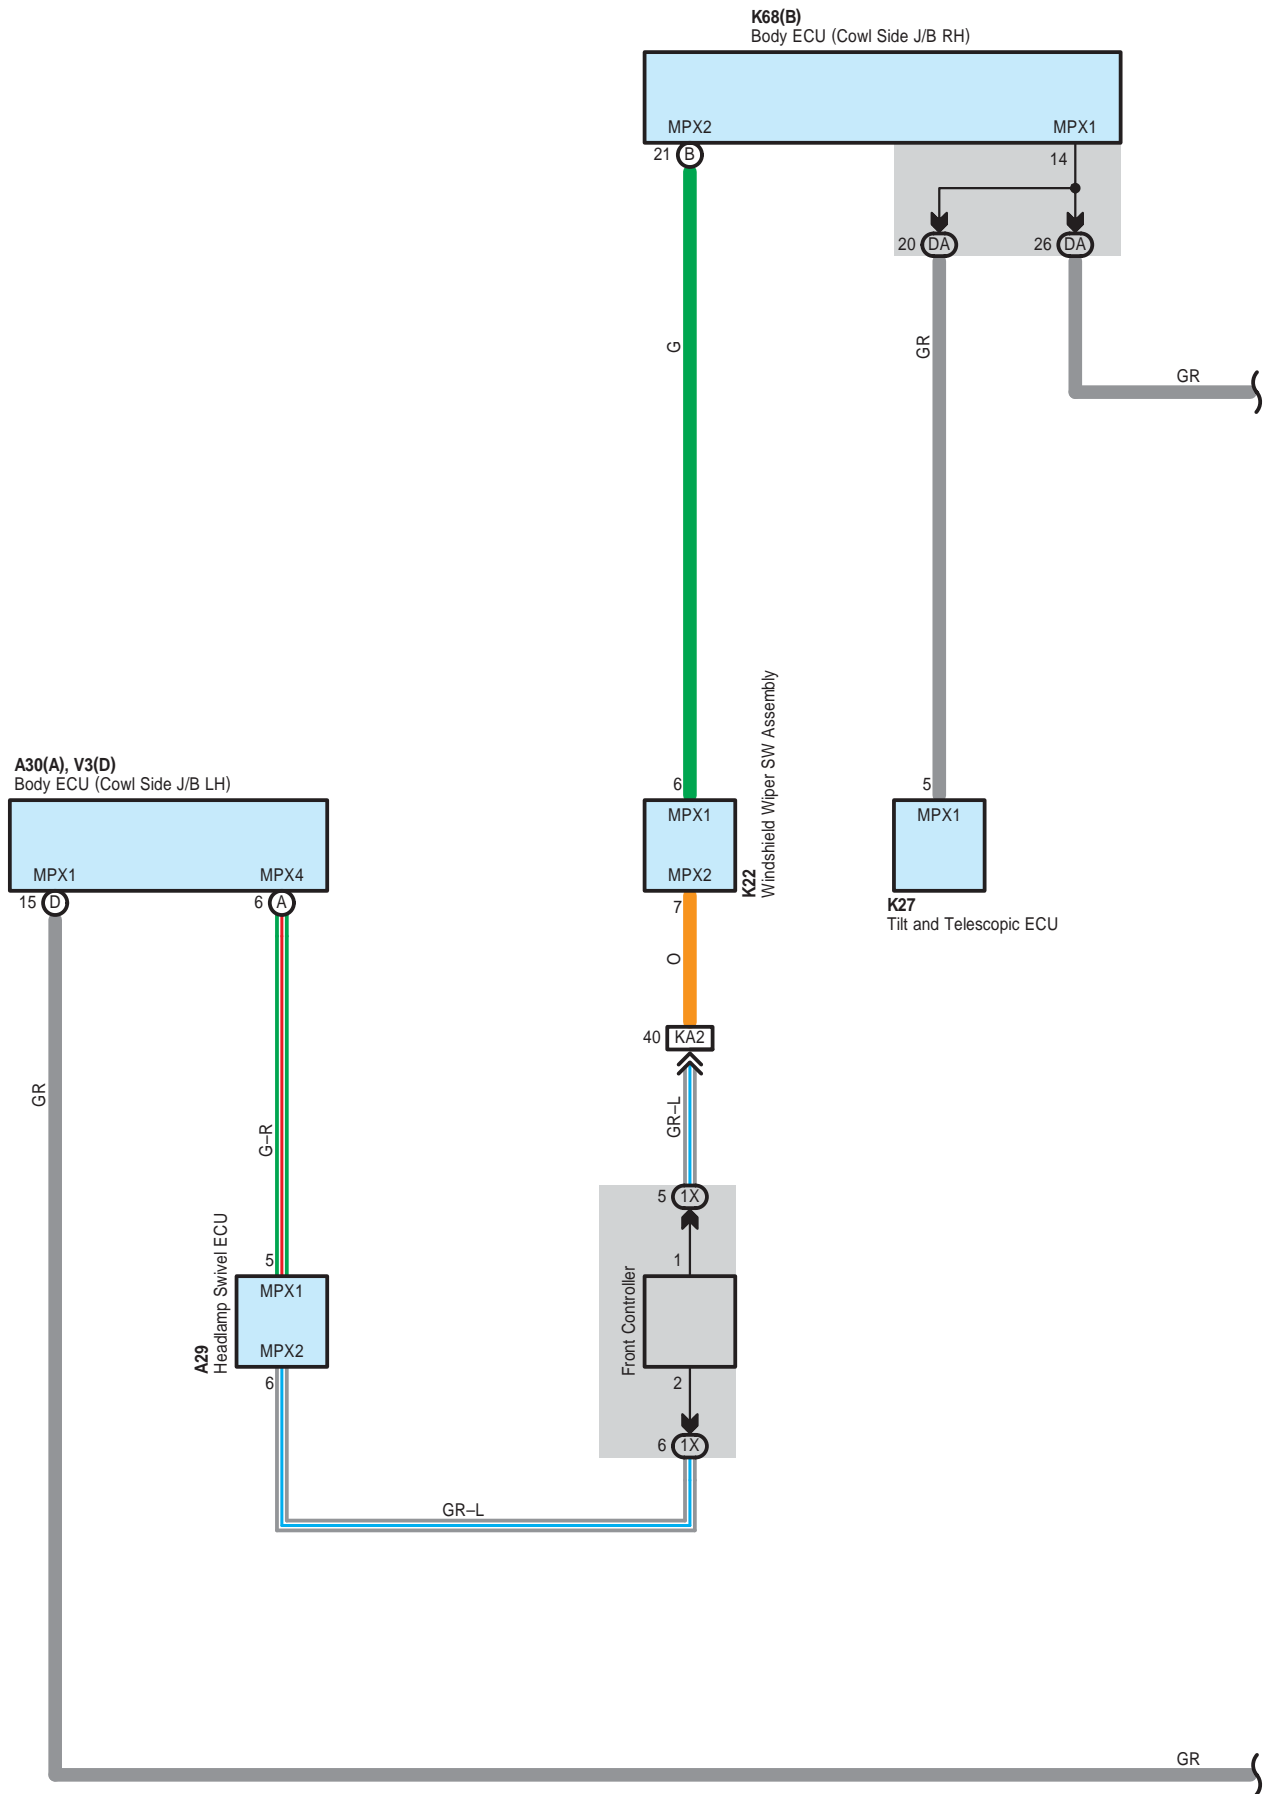 K68(B)
Body ECU (Cowl Side J/B RH)
MPX2
MPX1
21 B
14
20 DA
26 DA
G
GR
GR
Windshield Wiper SW Assembly
K22
6
MPX1
MPX2
7
5
MPX1
K27
Tilt and Telescopic ECU
A30(A), V3(D)
Body ECU (Cowl Side J/B LH)
MPX1
MPX4
15 D
6 A
O
40 KA2
GR
G–R
GR–L
5 1X
1
Front Controller
2
6 1X
Headlamp Swivel ECU
A29
5
MPX1
MPX2
6
GR–L
GR